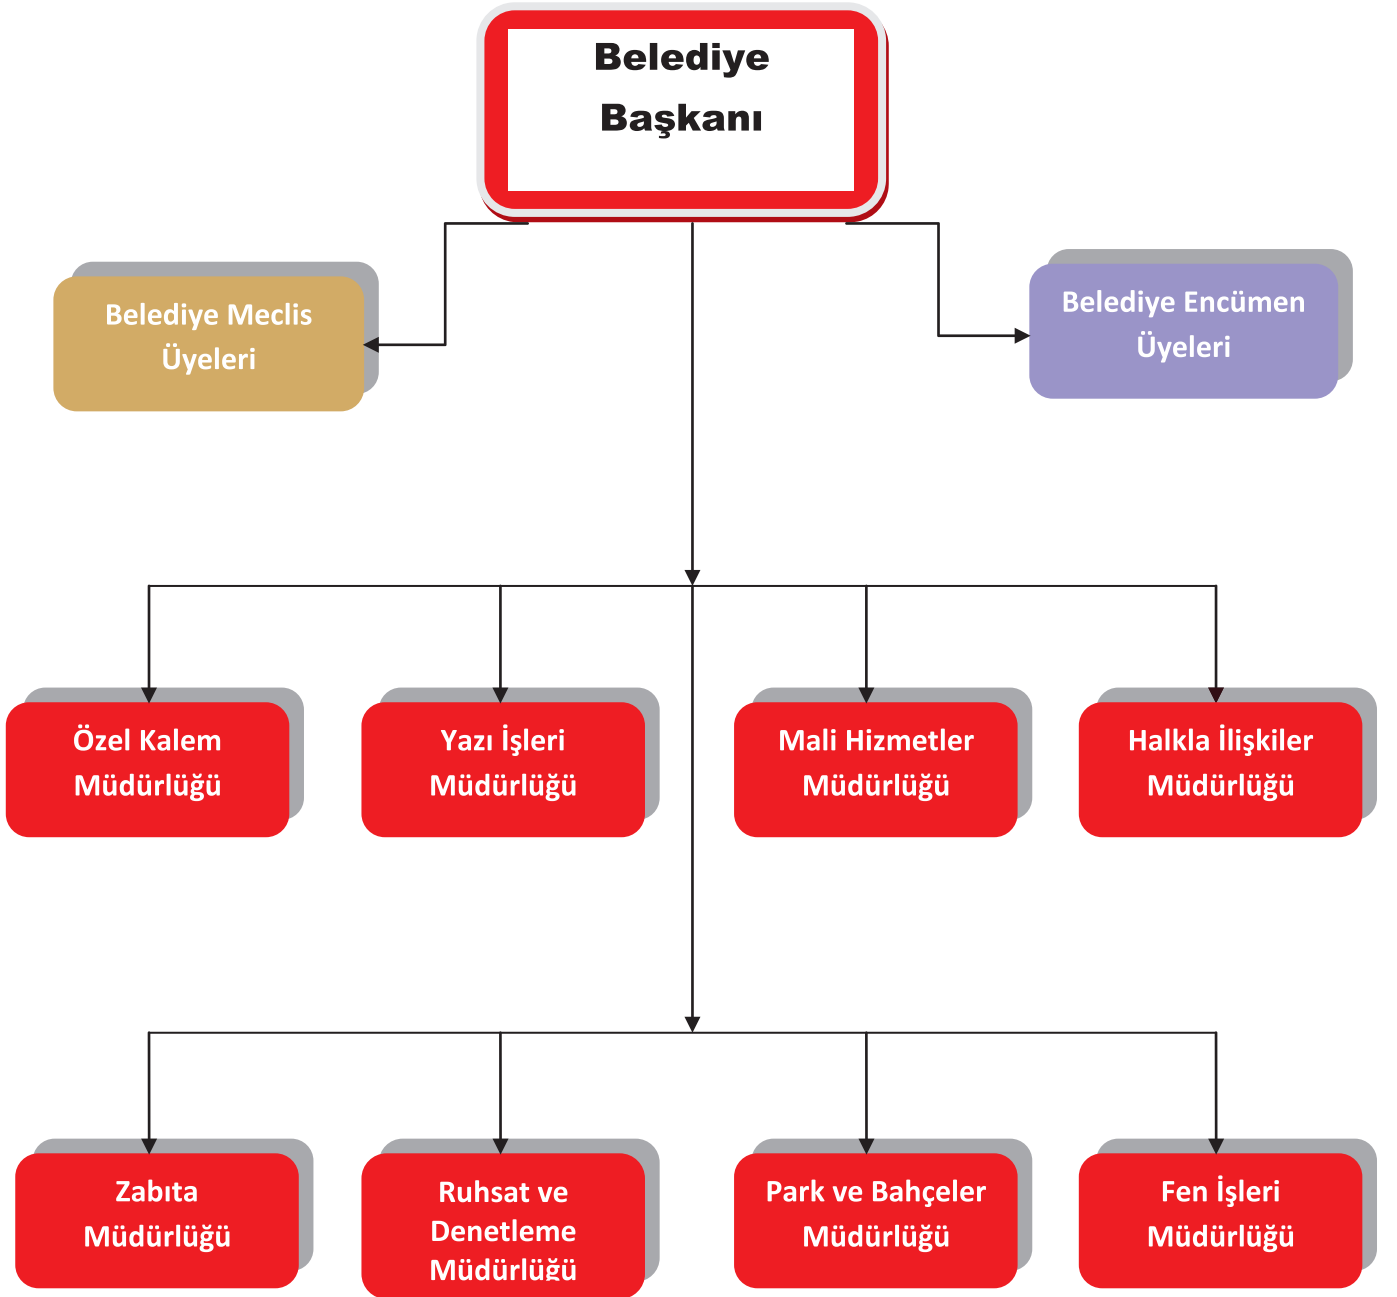 Belediye
Başkanı
Belediye Meclis
Üyeleri
Belediye Encümen
Üyeleri
Özel Kalem
Müdürlüğü
Yazı İşleri
Müdürlüğü
Mali Hizmetler
Müdürlüğü
Halkla İlişkiler
Müdürlüğü
Zabıta
Müdürlüğü
Ruhsat ve
Denetleme
Müdürlüğü
Park ve Bahçeler
Müdürlüğü
Fen İşleri
Müdürlüğü